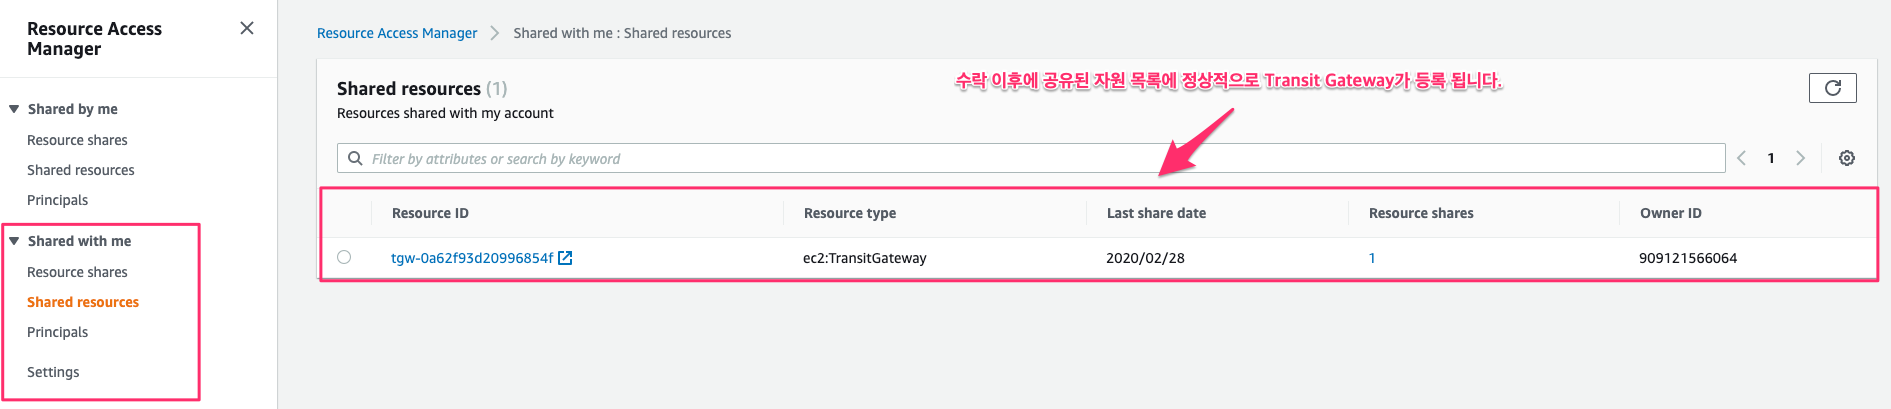 Resource Access
Manager
Shared by me
Resource shares
Shared resources
Principals
Shared with me
Resource shares
Shared resources
Principals
Settings
Resource Access Manager
Shared with me : Shared resources
Shared resources (1)
Resources shared with my account
수락 이후에 공유된 자원 목록에 정상적으로 Transit Gateway가 등록 됩니다.
Filter by attributes or search by keyword
1
Resource ID Resource type Last share date Resource shares Owner ID
tgw-0a62f93d20996854f ec2:TransitGateway 2020/02/28 1 909121566064